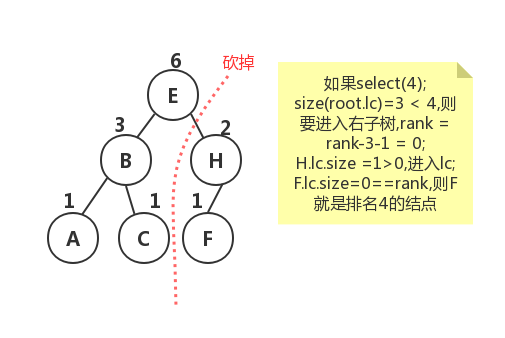 6
砍掉
E
3
2
B
H
1
1
1
A
C
F
如果select(4);
size(root.lc)=3 < 4,则
要进入右子树,rank =
rank-3-1 = 0;
H.lc.size =1>0,进入lc;
F.lc.size=0==rank,则F
就是排名4的结点